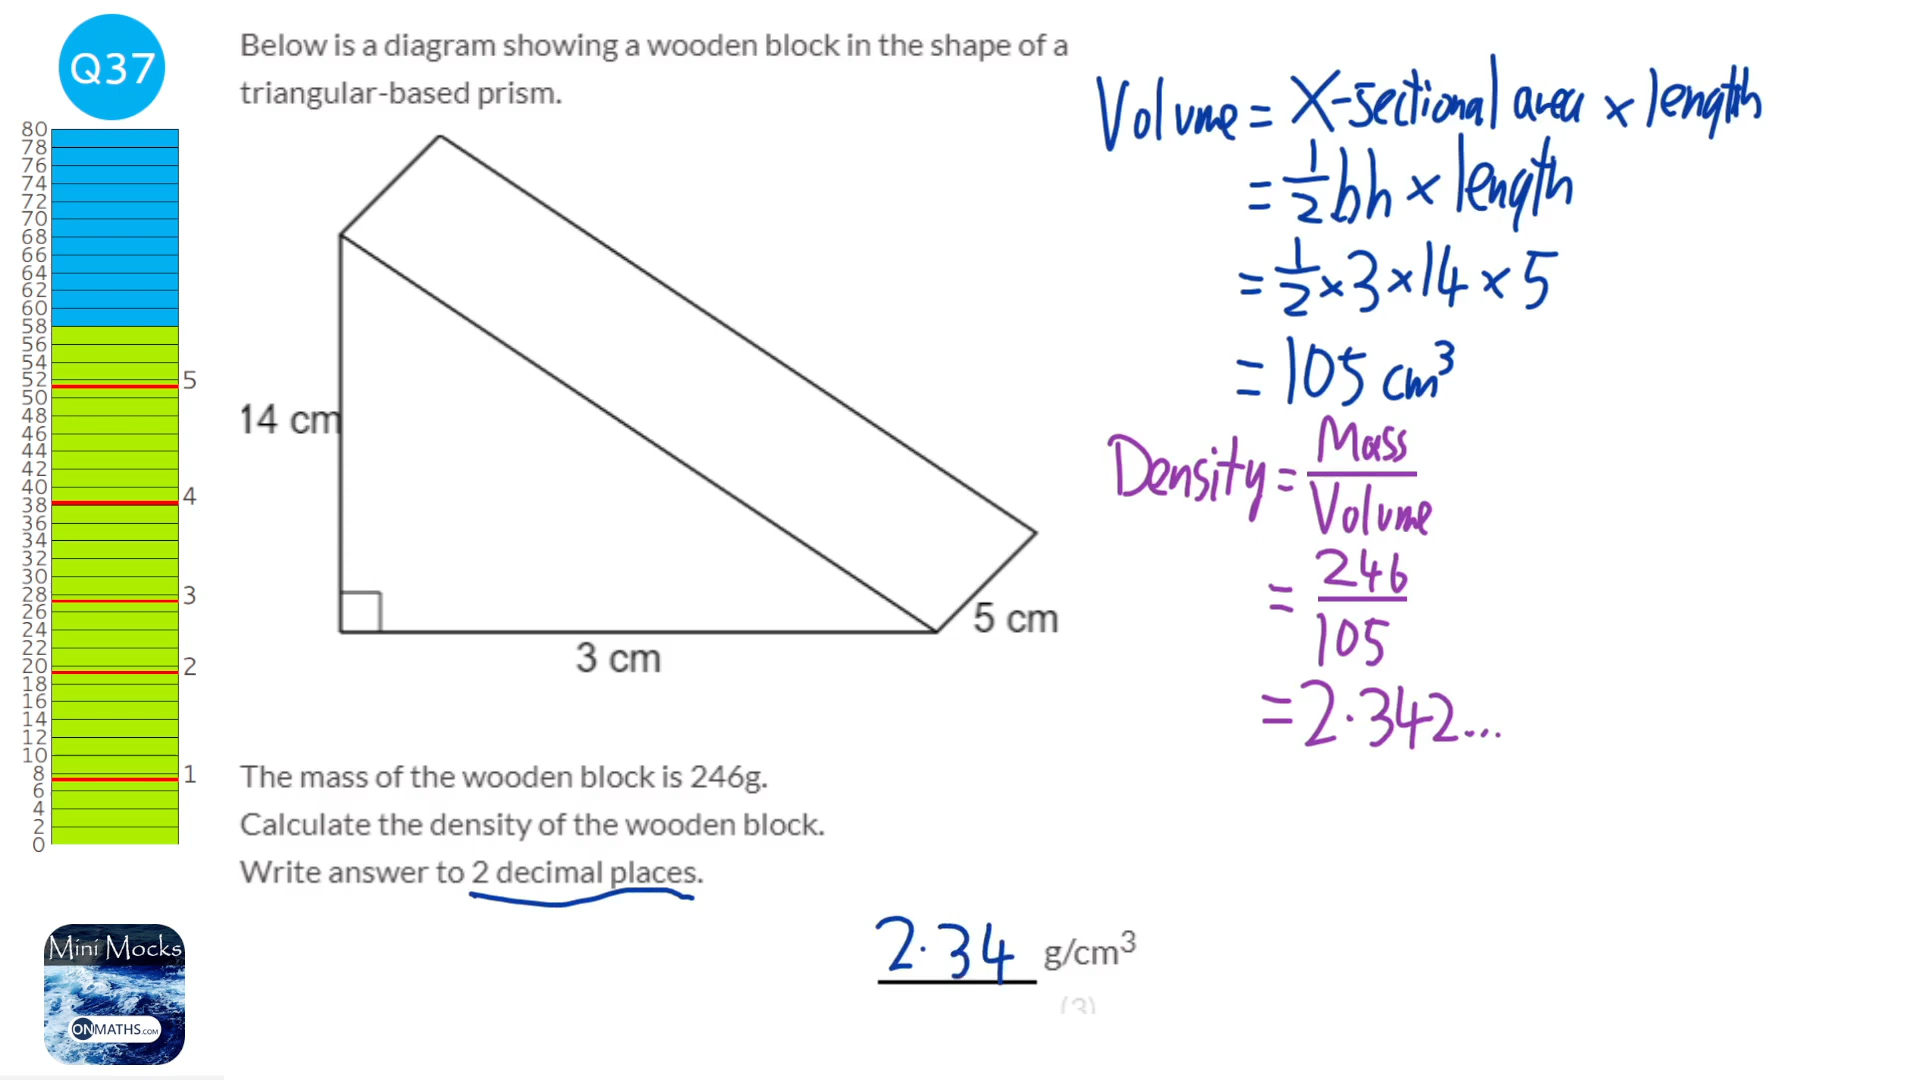 Q37
Below is a diagram showing a wooden block in the shape of a
triangular-based prism.
80
78
76
74
72
70
68
66
64
62
60
58
56
54
52
50
48
46
44
42
40
38
36
34
32
30
28
26
24
22
20
18
16
14
12
10
8
6
4
2
0
5
4
3
2
1
14 cm
3 cm
5 cm
Volume = X-sectional area × length
= 1/2 bh × length
= 1/2 × 3 × 14 × 5
= 105 cm³
Density = Mass/Volume
= 246/105
= 2.342...
The mass of the wooden block is 246g.
Calculate the density of the wooden block.
Write answer to 2 decimal places.
2.34 g/cm³
(3)
Mini Mocks
ONMATHS.COM